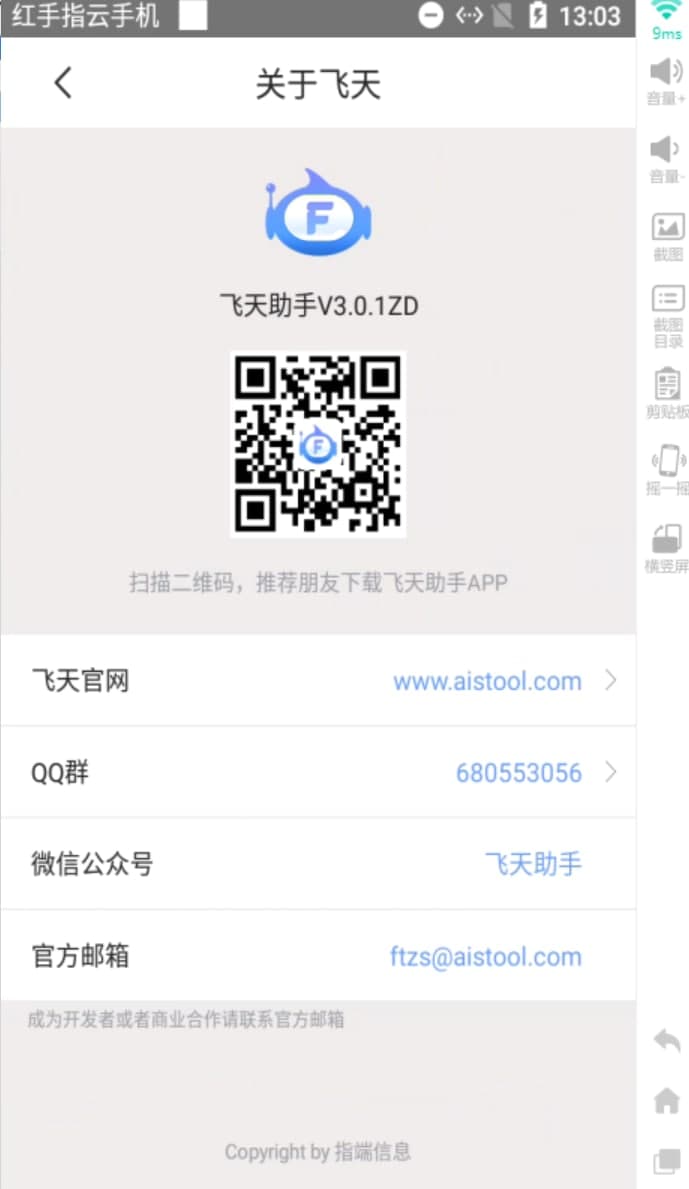 红手指云手机
13:03
9ms
关于飞天
音量+
音量-
截图
截图
目录
剪贴板
摇一摇
横竖屏
F
飞天助手V3.0.1ZD
F
扫描二维码，推荐朋友下载飞天助手APP
飞天官网 www.aistool.com
QQ群 680553056
微信公众号 飞天助手
官方邮箱 ftzs@aistool.com
成为开发者或者商业合作请联系官方邮箱
Copyright by 指端信息